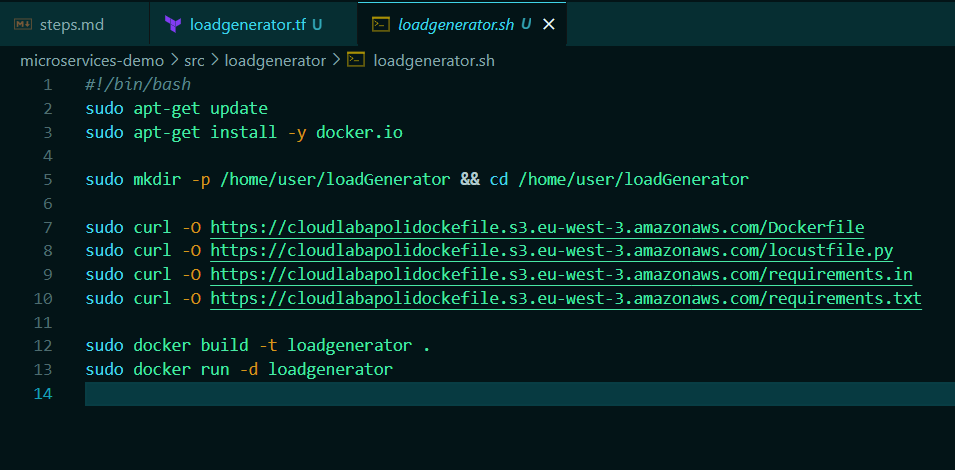 steps.md loadgenerator.tf U loadgenerator.sh U
microservices-demo > src > loadgenerator > loadgenerator.sh
1 #!/bin/bash
2 sudo apt-get update
3 sudo apt-get install -y docker.io
4
5 sudo mkdir -p /home/user/loadGenerator && cd /home/user/loadGenerator
6
7 sudo curl -O https://cloudlabapolidockefile.s3.eu-west-3.amazonaws.com/Dockerfile
8 sudo curl -O https://cloudlabapolidockefile.s3.eu-west-3.amazonaws.com/locustfile.py
9 sudo curl -O https://cloudlabapolidockefile.s3.eu-west-3.amazonaws.com/requirements.in
10 sudo curl -O https://cloudlabapolidockefile.s3.eu-west-3.amazonaws.com/requirements.txt
11
12 sudo docker build -t loadgenerator .
13 sudo docker run -d loadgenerator
14